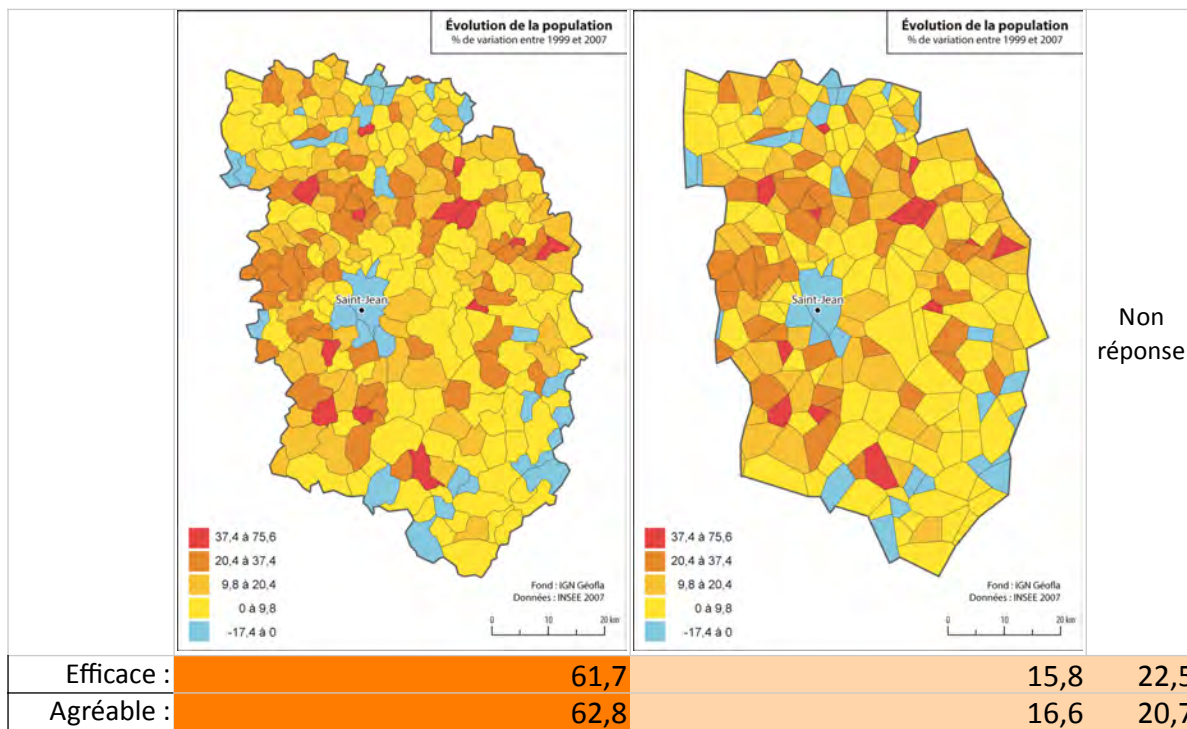 Évolution de la population
% de variation entre 1999 et 2007
Saint-Jean
37,4 à 75,6
20,4 à 37,4
9,8 à 20,4
0 à 9,8
-17,4 à 0
Fond : IGN Géofla
Données : INSEE 2007
0 10 20 km
Évolution de la population
% de variation entre 1999 et 2007
Saint-Jean
37,4 à 75,6
20,4 à 37,4
9,8 à 20,4
0 à 9,8
-17,4 à 0
Fond : IGN Géofla
Données : INSEE 2007
0 10 20 km
Non
réponse
Efficace : 61,7 15,8 22,5
Agréable : 62,8 16,6 20,7